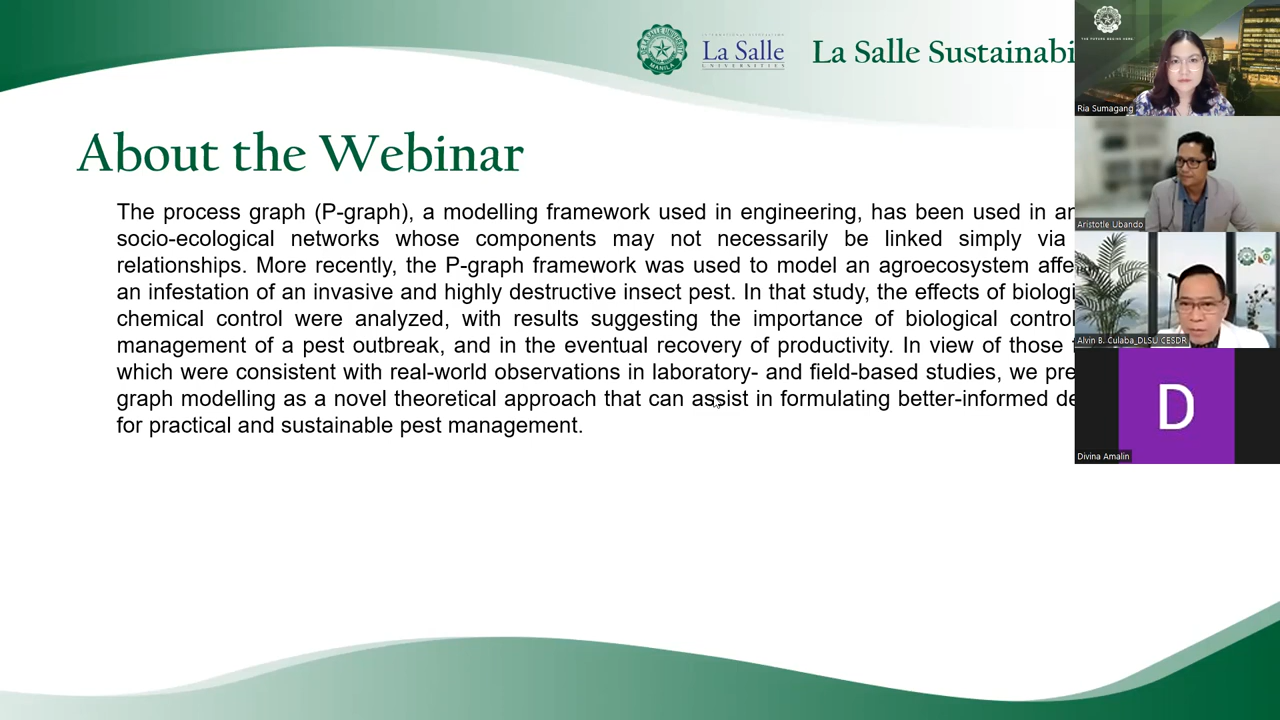 La Salle
UNIVERSITIES
La Salle Sustainabi
About the Webinar
The process graph (P-graph), a modelling framework used in engineering, has been used in an
socio-ecological networks whose components may not necessarily be linked simply via
relationships. More recently, the P-graph framework was used to model an agroecosystem affe
an infestation of an invasive and highly destructive insect pest. In that study, the effects of biologi
chemical control were analyzed, with results suggesting the importance of biological control
management of a pest outbreak, and in the eventual recovery of productivity. In view of those
which were consistent with real-world observations in laboratory- and field-based studies, we pre
graph modelling as a novel theoretical approach that can assist in formulating better-informed de
for practical and sustainable pest management.
THE FUTURE BEGINS HERE
Ria Sumagang
Aristotle Ubando
Alvin B. Culaba_DLSU CESDR
D
Divina Amalin